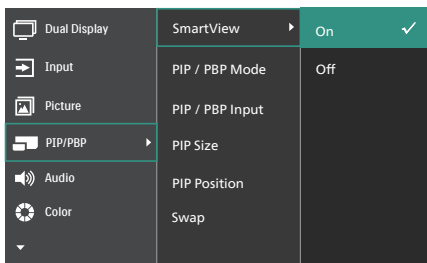 Dual Display
Input
Picture
PIP/PBP
Audio
Color
SmartView
PIP / PBP Mode
PIP / PBP Input
PIP Size
PIP Position
Swap
On
Off